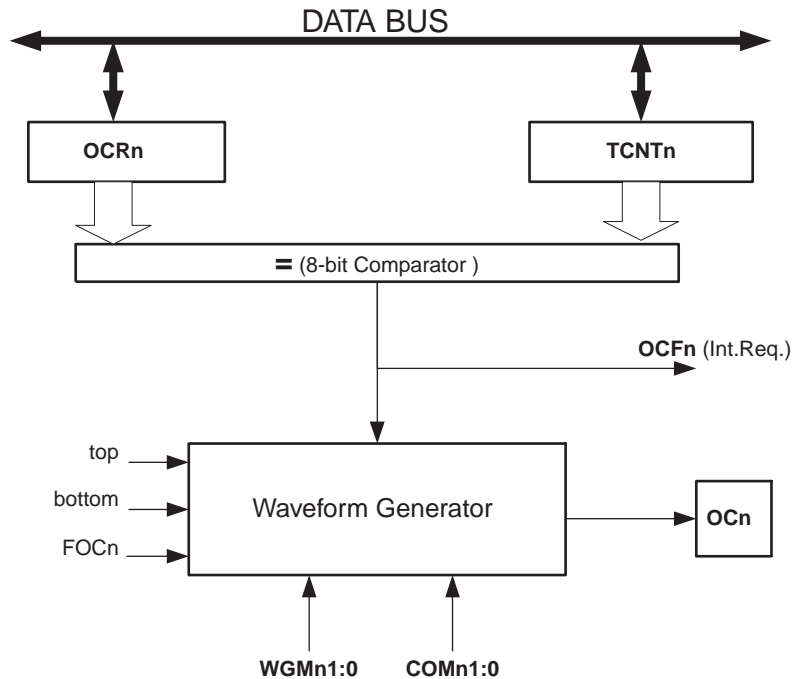 DATA BUS
OCRn
TCNTn
= (8-bit Comparator )
OCFn (Int.Req.)
top
bottom
FOCn
Waveform Generator
OCn
WGMn1:0
COMn1:0